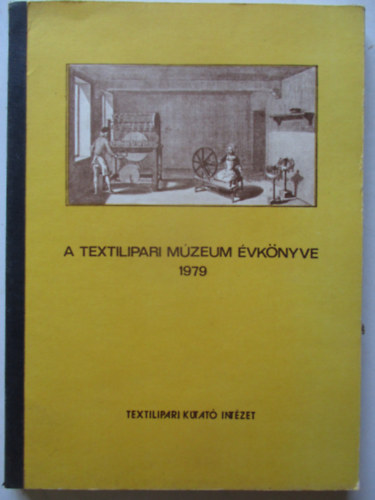 A TEXTILIPARI MÚZEUM ÉVKÖNYVE
1979
TEXTILIPARI KUTATÓ INTÉZET